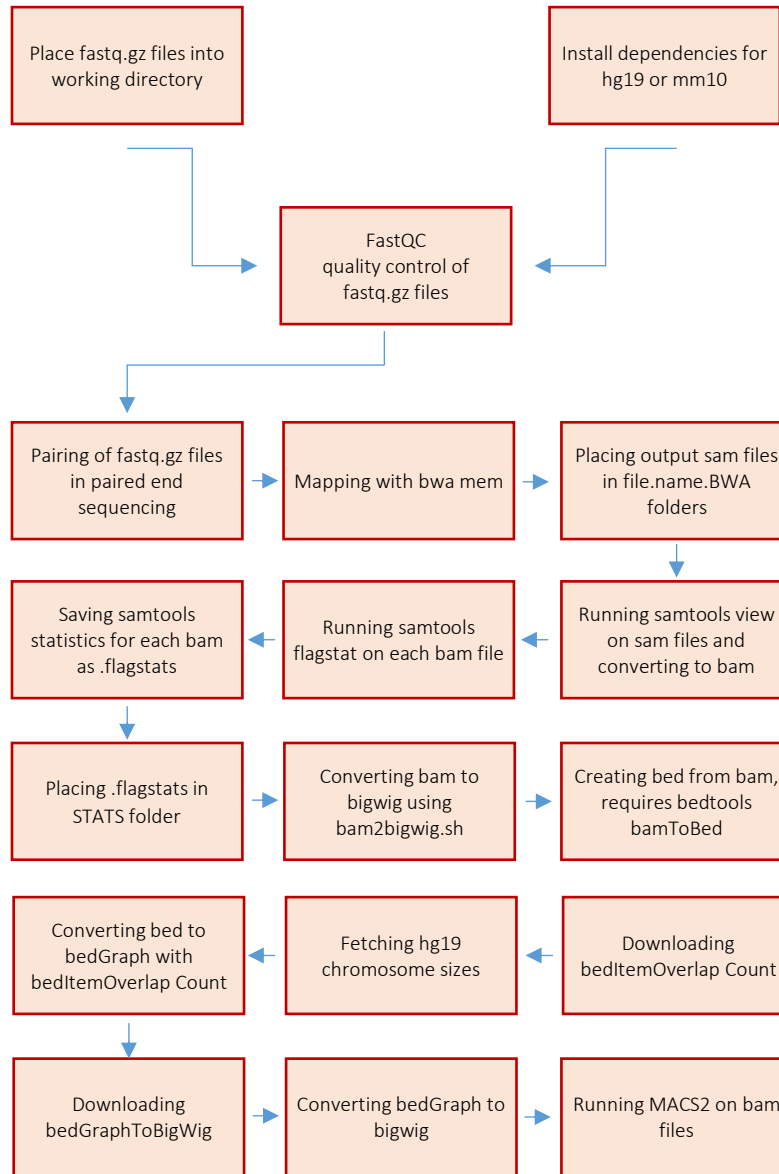 Place fastq.gz files into
working directory
Install dependencies for
hg19 or mm10
FastQC
quality control of
fastq.gz files
Pairing of fastq.gz files
in paired end
sequencing
Mapping with bwa mem
Placing output sam files
in file.name.BWA
folders
Saving samtools
statistics for each bam
as .flagstats
Running samtools
flagstat on each bam file
Running samtools view
on sam files and
converting to bam
Placing .flagstats in
STATS folder
Converting bam to
bigwig using
bam2bigwig.sh
Creating bed from bam,
requires bedtools
bamToBed
Converting bed to
bedGraph with
bedItemOverlap Count
Fetching hg19
chromosome sizes
Downloading
bedItemOverlap Count
Downloading
bedGraphToBigWig
Converting bedGraph to
bigwig
Running MACS2 on bam
files